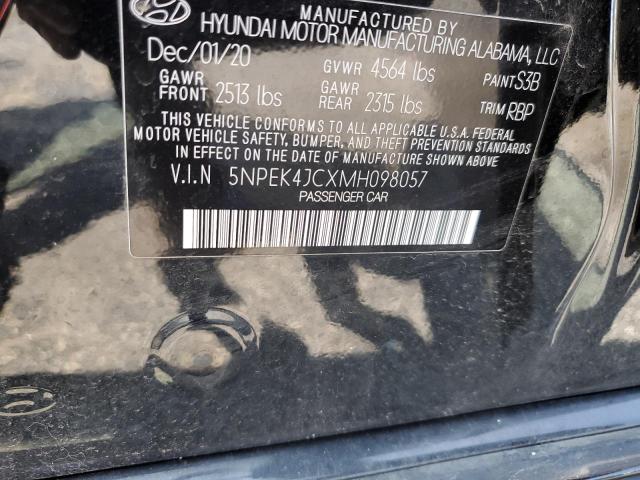 MANUFACTURED BY
HYUNDAI MOTOR MANUFACTURING ALABAMA, LLC
Dec/01/20 GVWR 4564 lbs PAINT S3B
GAWR FRONT 2513 lbs GAWR REAR 2315 lbs TRIM RBP
THIS VEHICLE CONFORMS TO ALL APPLICABLE U.S.A. FEDERAL
MOTOR VEHICLE SAFETY, BUMPER, AND THEFT PREVENTION STANDARDS
IN EFFECT ON THE DATE OF MANUFACTURE SHOWN ABOVE.
V.I.N 5NPEK4JCXMH098057
PASSENGER CAR